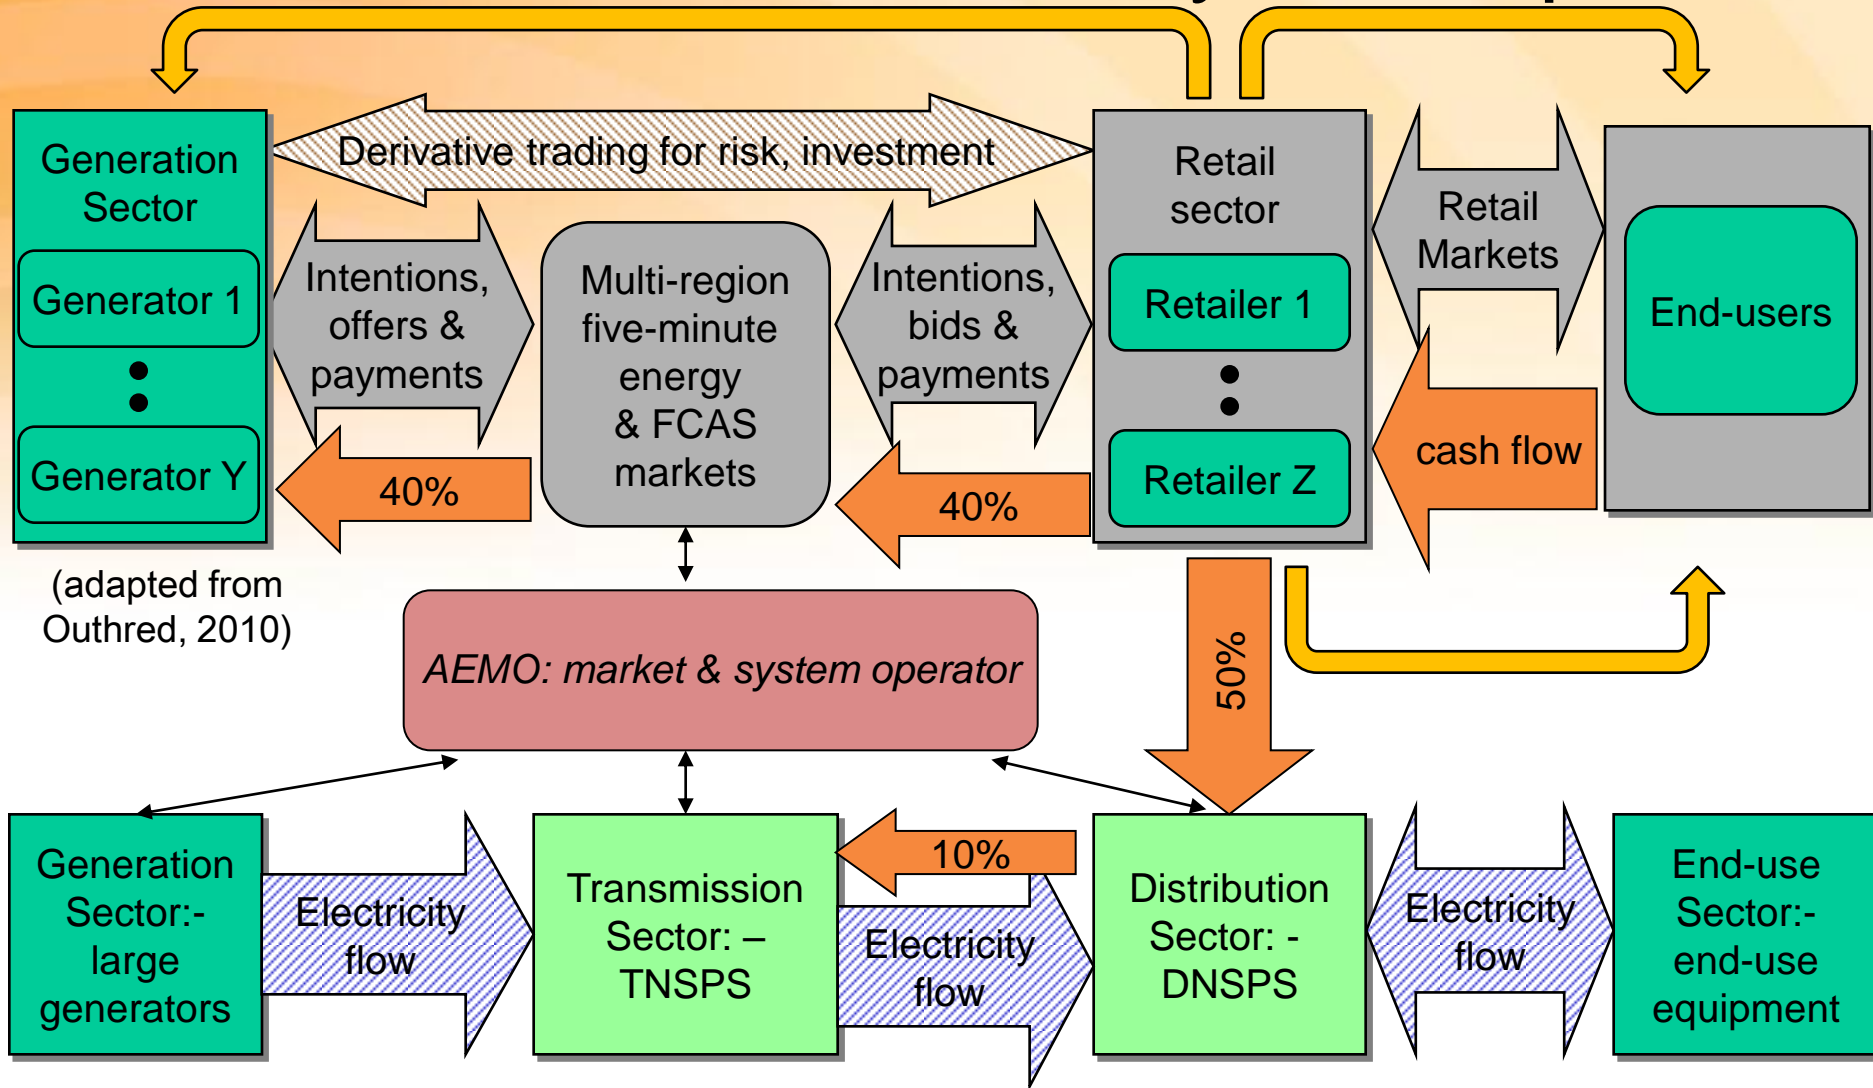 Generation
Sector
Generator 1
Generator Y
Derivative trading for risk, investment
Intentions,
offers &
payments
40%
Multi-region
five-minute
energy
& FCAS
markets
Intentions,
bids &
payments
40%
Retail
sector
Retailer 1
Retailer Z
Retail
Markets
cash flow
End-users
(adapted from
Outhred, 2010)
AEMO: market & system operator
50%
Generation
Sector:-
large
generators
Electricity
flow
Transmission
Sector: –
TNSPS
10%
Electricity
flow
Distribution
Sector: -
DNSPS
Electricity
flow
End-use
Sector:-
end-use
equipment